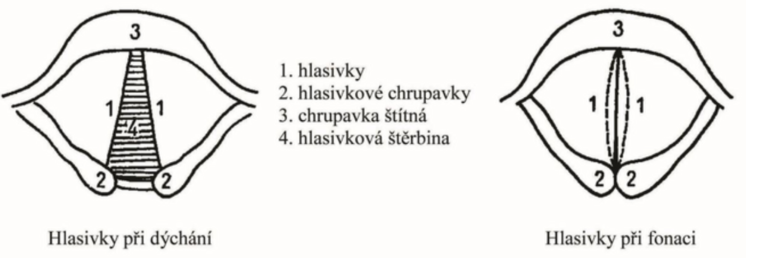 3
1
1
4
2
2
Hlasivky při dýchání
1. hlasivky
2. hlasivkové chrupavky
3. chrupavka štítná
4. hlasivková štěrbina
3
1
1
2
2
Hlasivky při fonaci